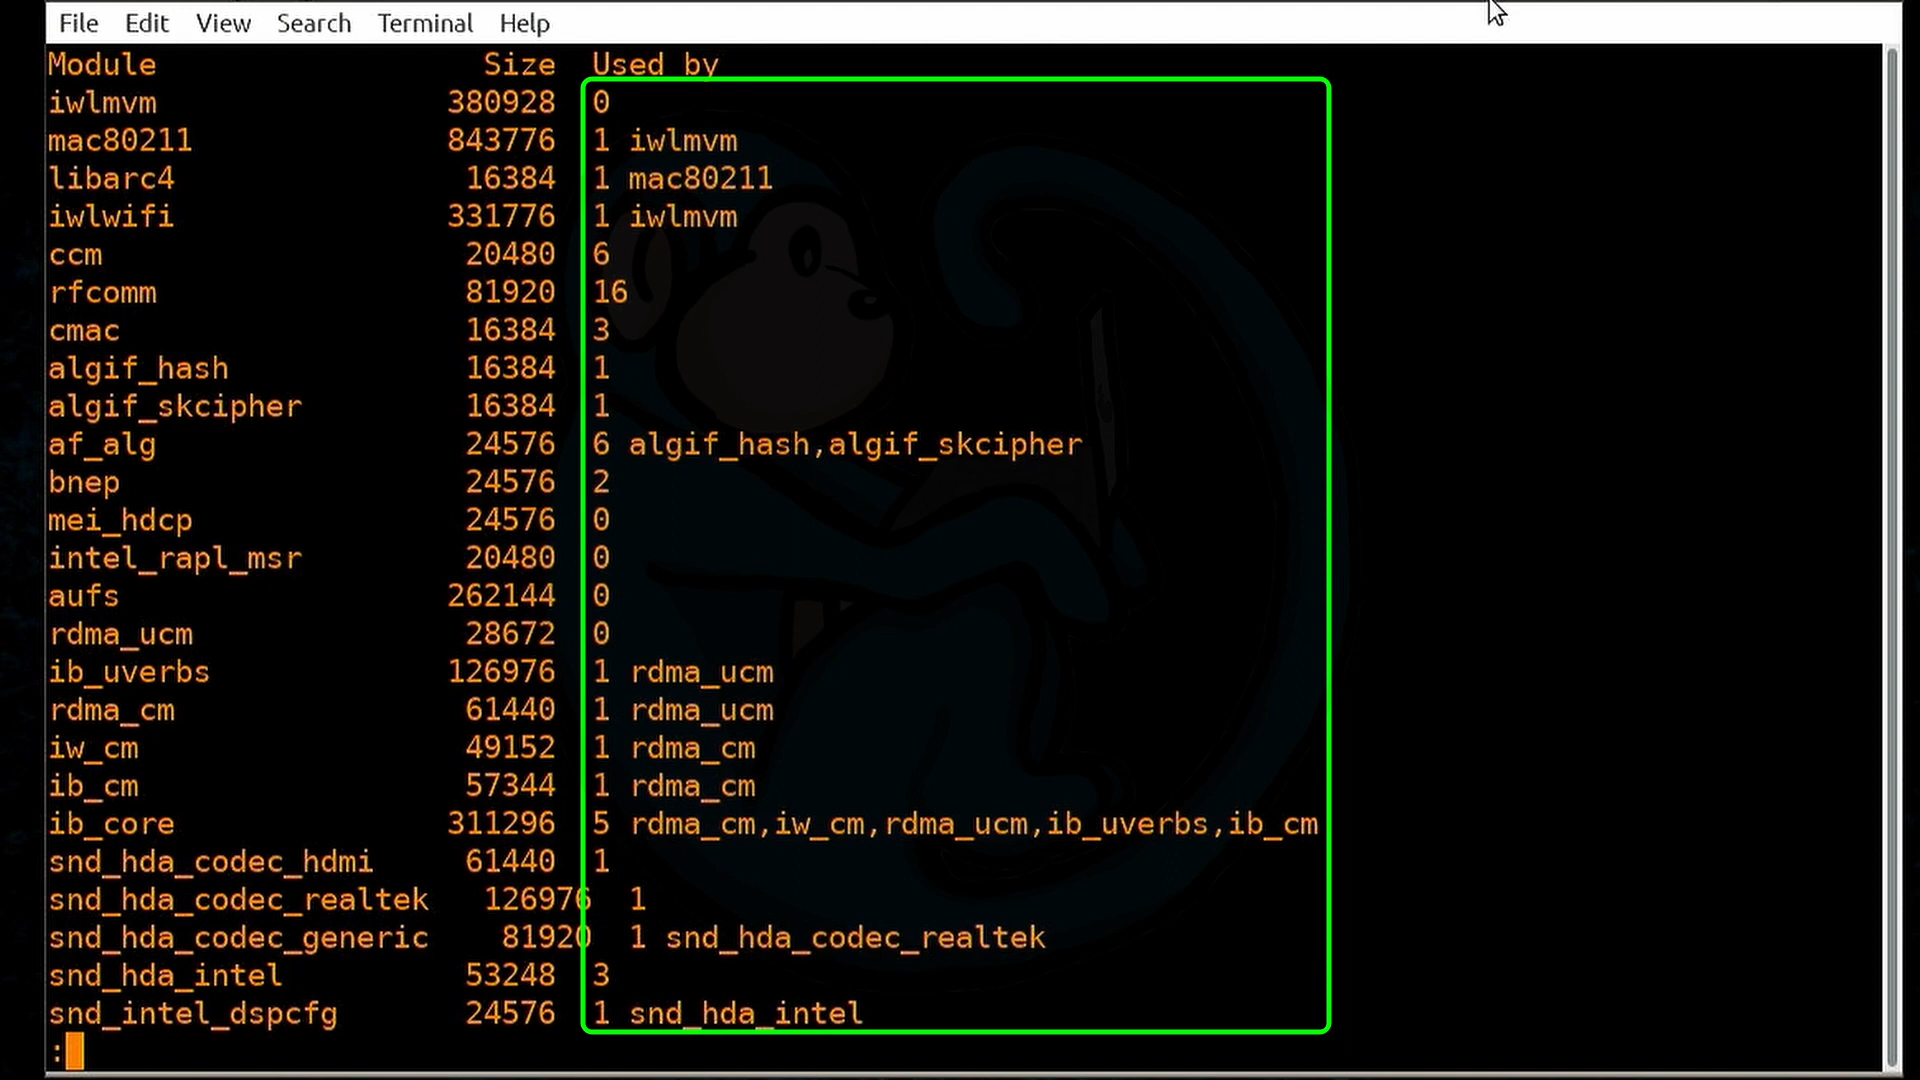 File Edit View Search Terminal Help
Module Size Used by
iwlmvm 380928 0
mac80211 843776 1 iwlmvm
libarc4 16384 1 mac80211
iwlwifi 331776 1 iwlmvm
ccm 20480 6
rfcomm 81920 16
cmac 16384 3
algif_hash 16384 1
algif_skcipher 16384 1
af_alg 24576 6 algif_hash,algif_skcipher
bnep 24576 2
mei_hdcp 24576 0
intel_rapl_msr 20480 0
aufs 262144 0
rdma_ucm 28672 0
ib_uverbs 126976 1 rdma_ucm
rdma_cm 61440 1 rdma_ucm
iw_cm 49152 1 rdma_cm
ib_cm 57344 1 rdma_cm
ib_core 311296 5 rdma_cm,iw_cm,rdma_ucm,ib_uverbs,ib_cm
snd_hda_codec_hdmi 61440 1
snd_hda_codec_realtek 126976 1
snd_hda_codec_generic 81920 1 snd_hda_codec_realtek
snd_hda_intel 53248 3
snd_intel_dspcfg 24576 1 snd_hda_intel
: